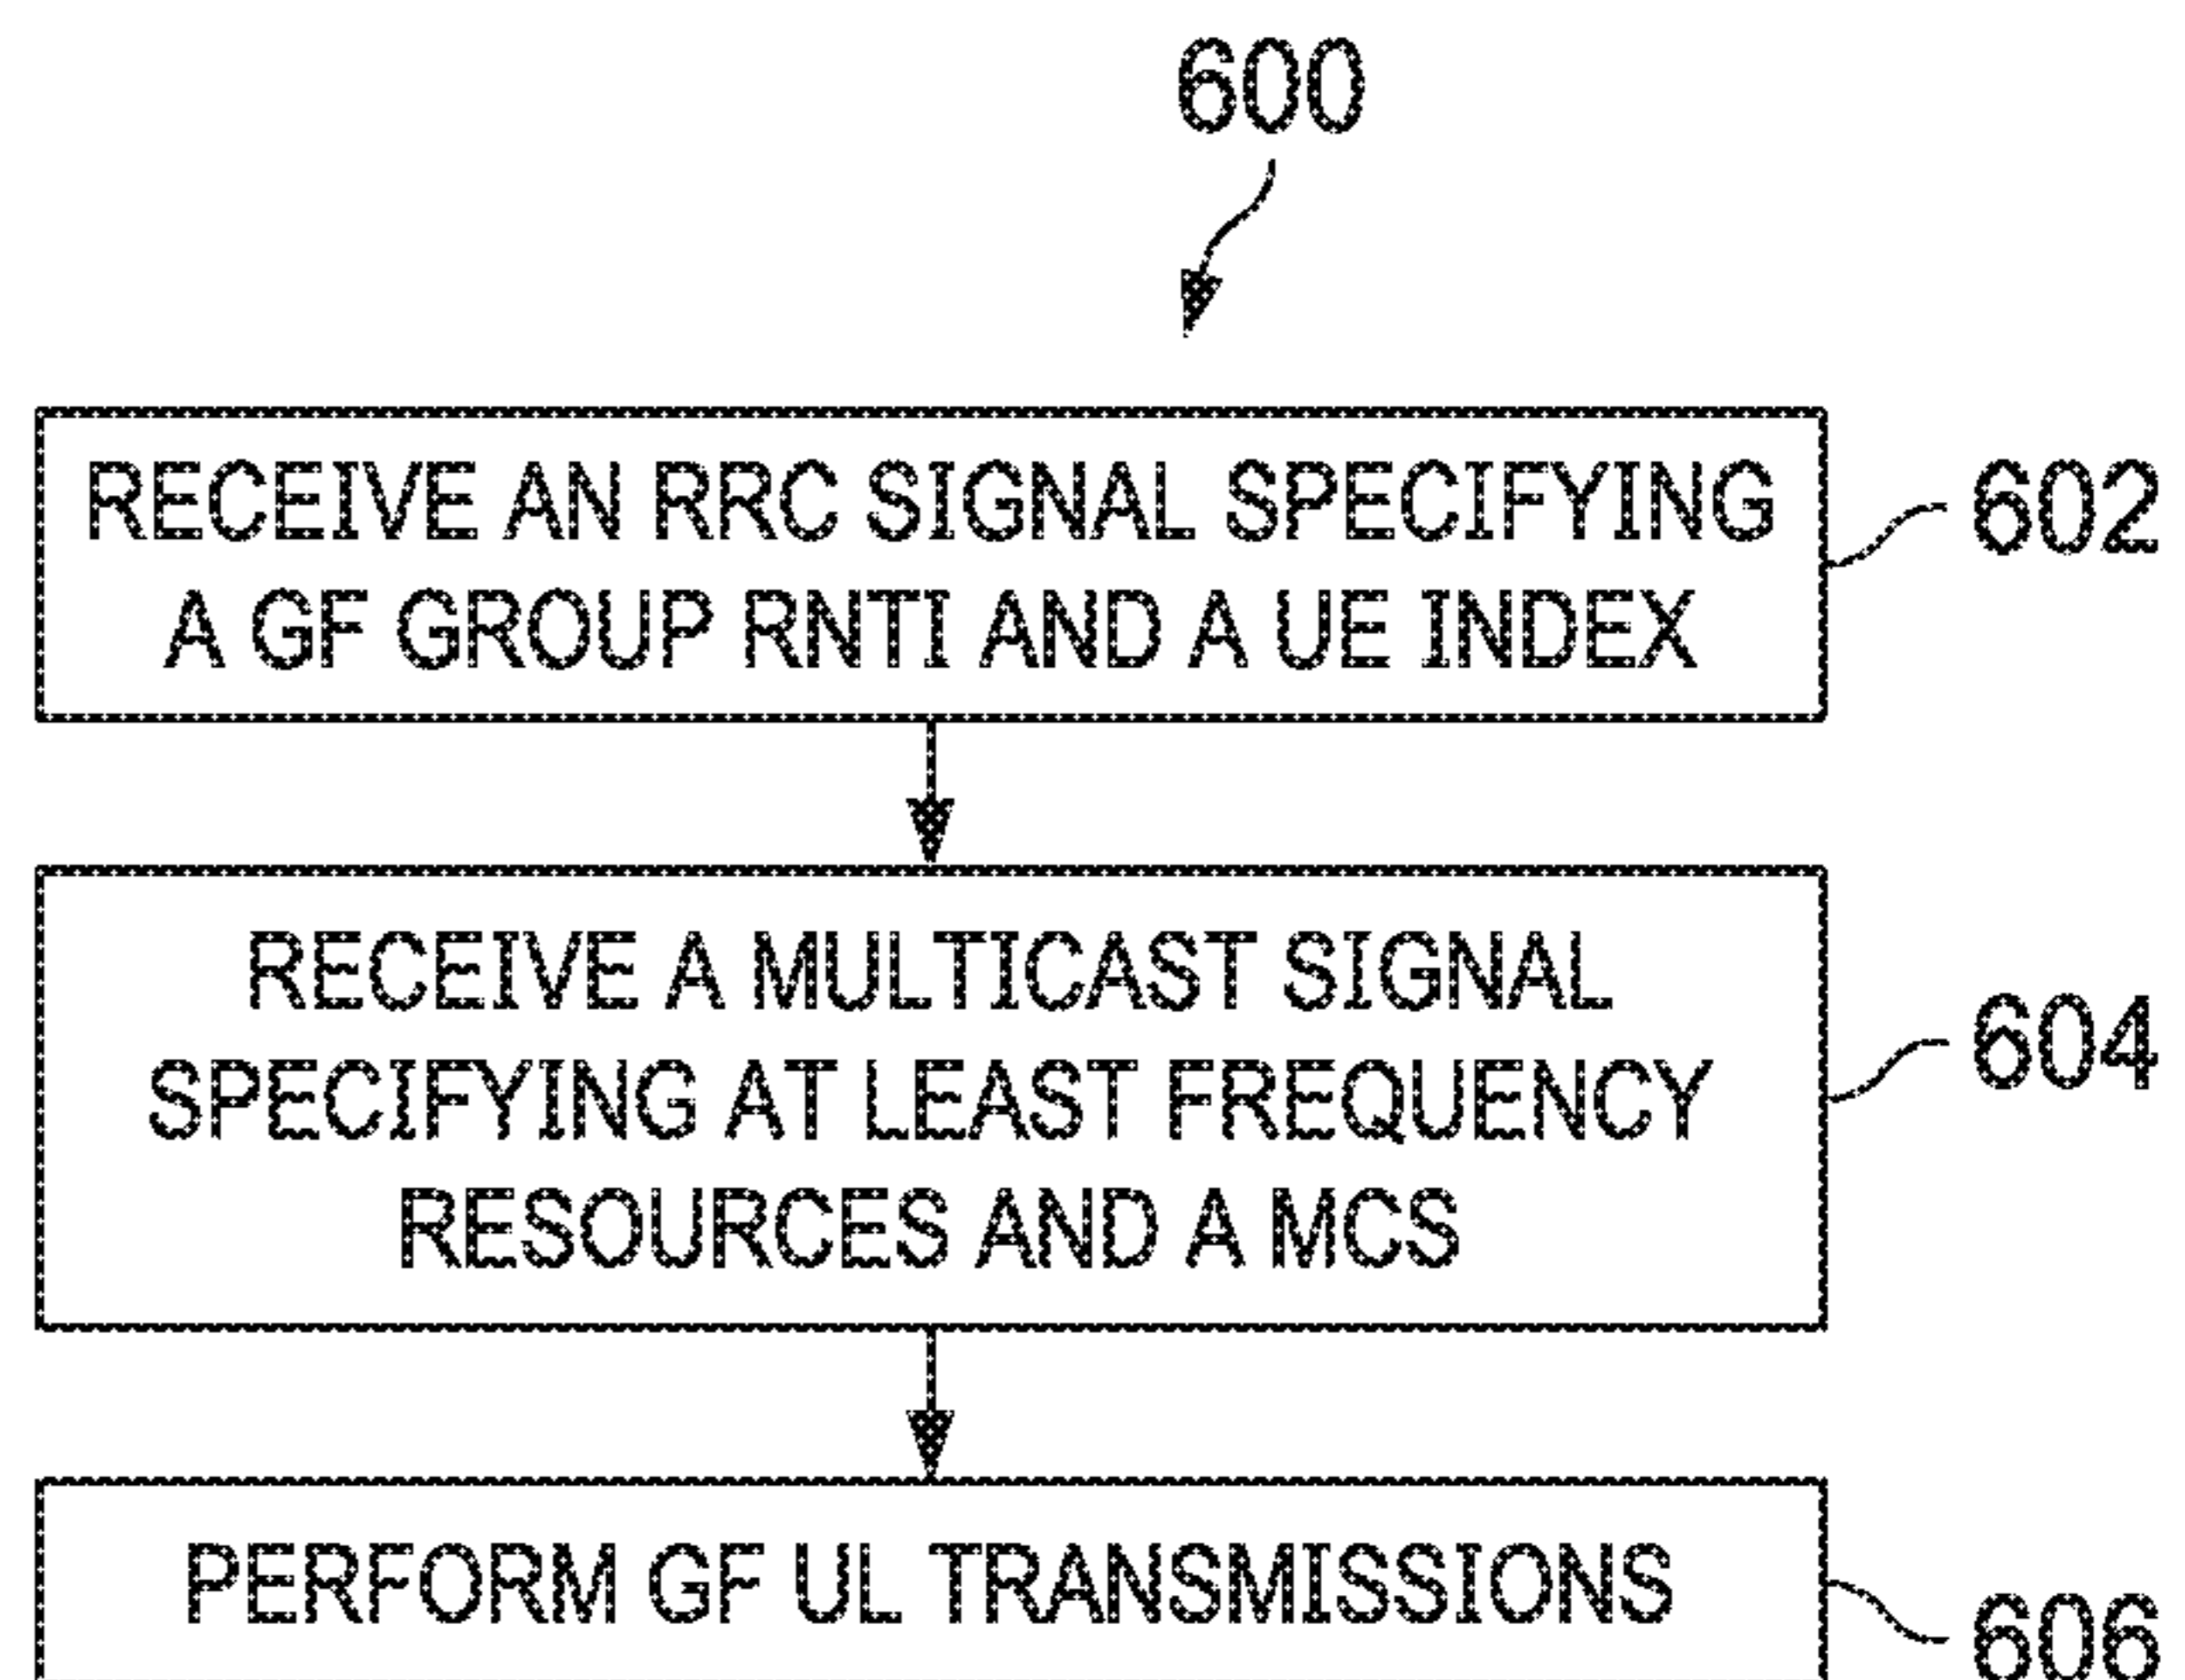 600
RECEIVE AN RRC SIGNAL SPECIFYING
A GF GROUP RNTI AND A UE INDEX
602
RECEIVE A MULTICAST SIGNAL
SPECIFYING AT LEAST FREQUENCY
RESOURCES AND A MCS
604
PERFORM GF UL TRANSMISSIONS
606